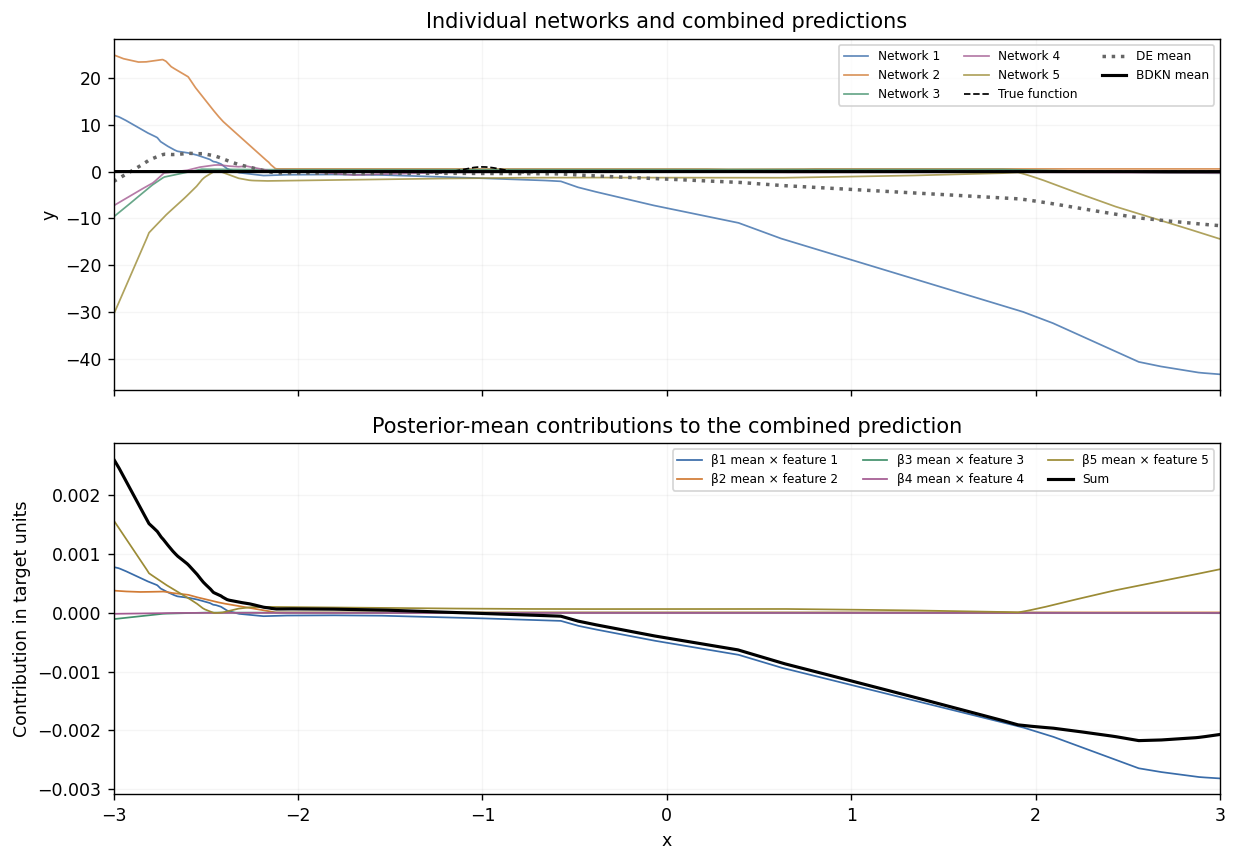 Individual networks and combined predictions
Network 1 Network 4 DE mean
Network 2 Network 5 BDKN mean
Network 3 True function
20
10
0
−10
−20
−30
−40
y
Posterior-mean contributions to the combined prediction
β1 mean × feature 1 β3 mean × feature 3 β5 mean × feature 5
β2 mean × feature 2 β4 mean × feature 4 Sum
0.002
0.001
0.000
−0.001
−0.002
−0.003
Contribution in target units
−3 −2 −1 0 1 2 3
x